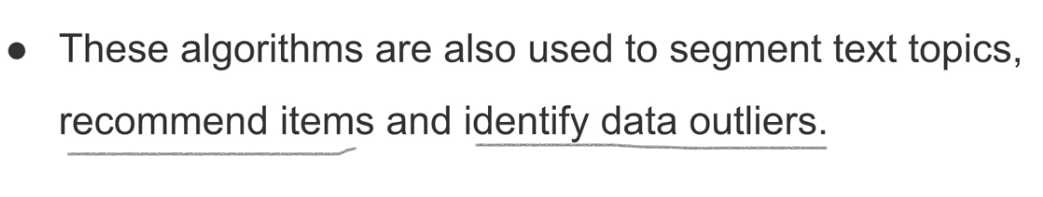 ● These algorithms are also used to segment text topics,
recommend items and identify data outliers.